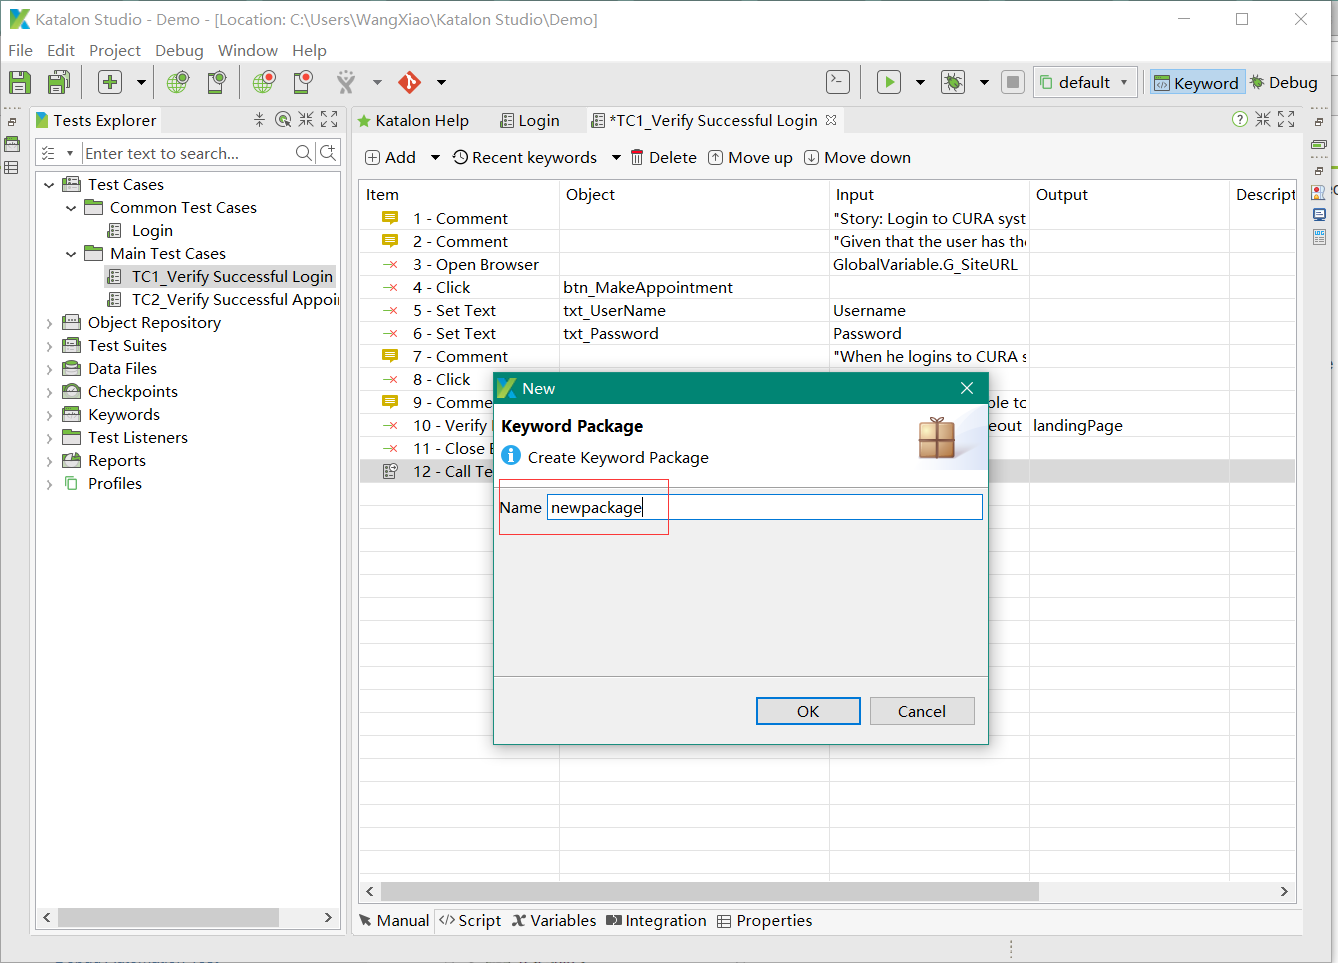 Katalon Studio - Demo - [Location: C:\Users\WangXiao\Katalon Studio\Demo]
File Edit Project Debug Window Help
default Keyword Debug
Tests Explorer
Enter text to search...
Test Cases
Common Test Cases
Login
Main Test Cases
TC1_Verify Successful Login
TC2_Verify Successful Appoi
Object Repository
Test Suites
Data Files
Checkpoints
Keywords
Test Listeners
Reports
Profiles
Katalon Help Login *TC1_Verify Successful Login
Add Recent keywords Delete Move up Move down
Item Object Input Output Descript
1 - Comment "Story: Login to CURA syst
2 - Comment "Given that the user has the
3 - Open Browser GlobalVariable.G_SiteURL
4 - Click btn_MakeAppointment
5 - Set Text txt_UserName Username
6 - Set Text txt_Password Password
7 - Comment "When he logins to CURA s
8 - Click
9 - Comme ble to
10 - Verify eout landingPage
11 - Close
12 - Call Te
New
Keyword Package
Create Keyword Package
Name newpackage
OK Cancel
Manual Script Variables Integration Properties